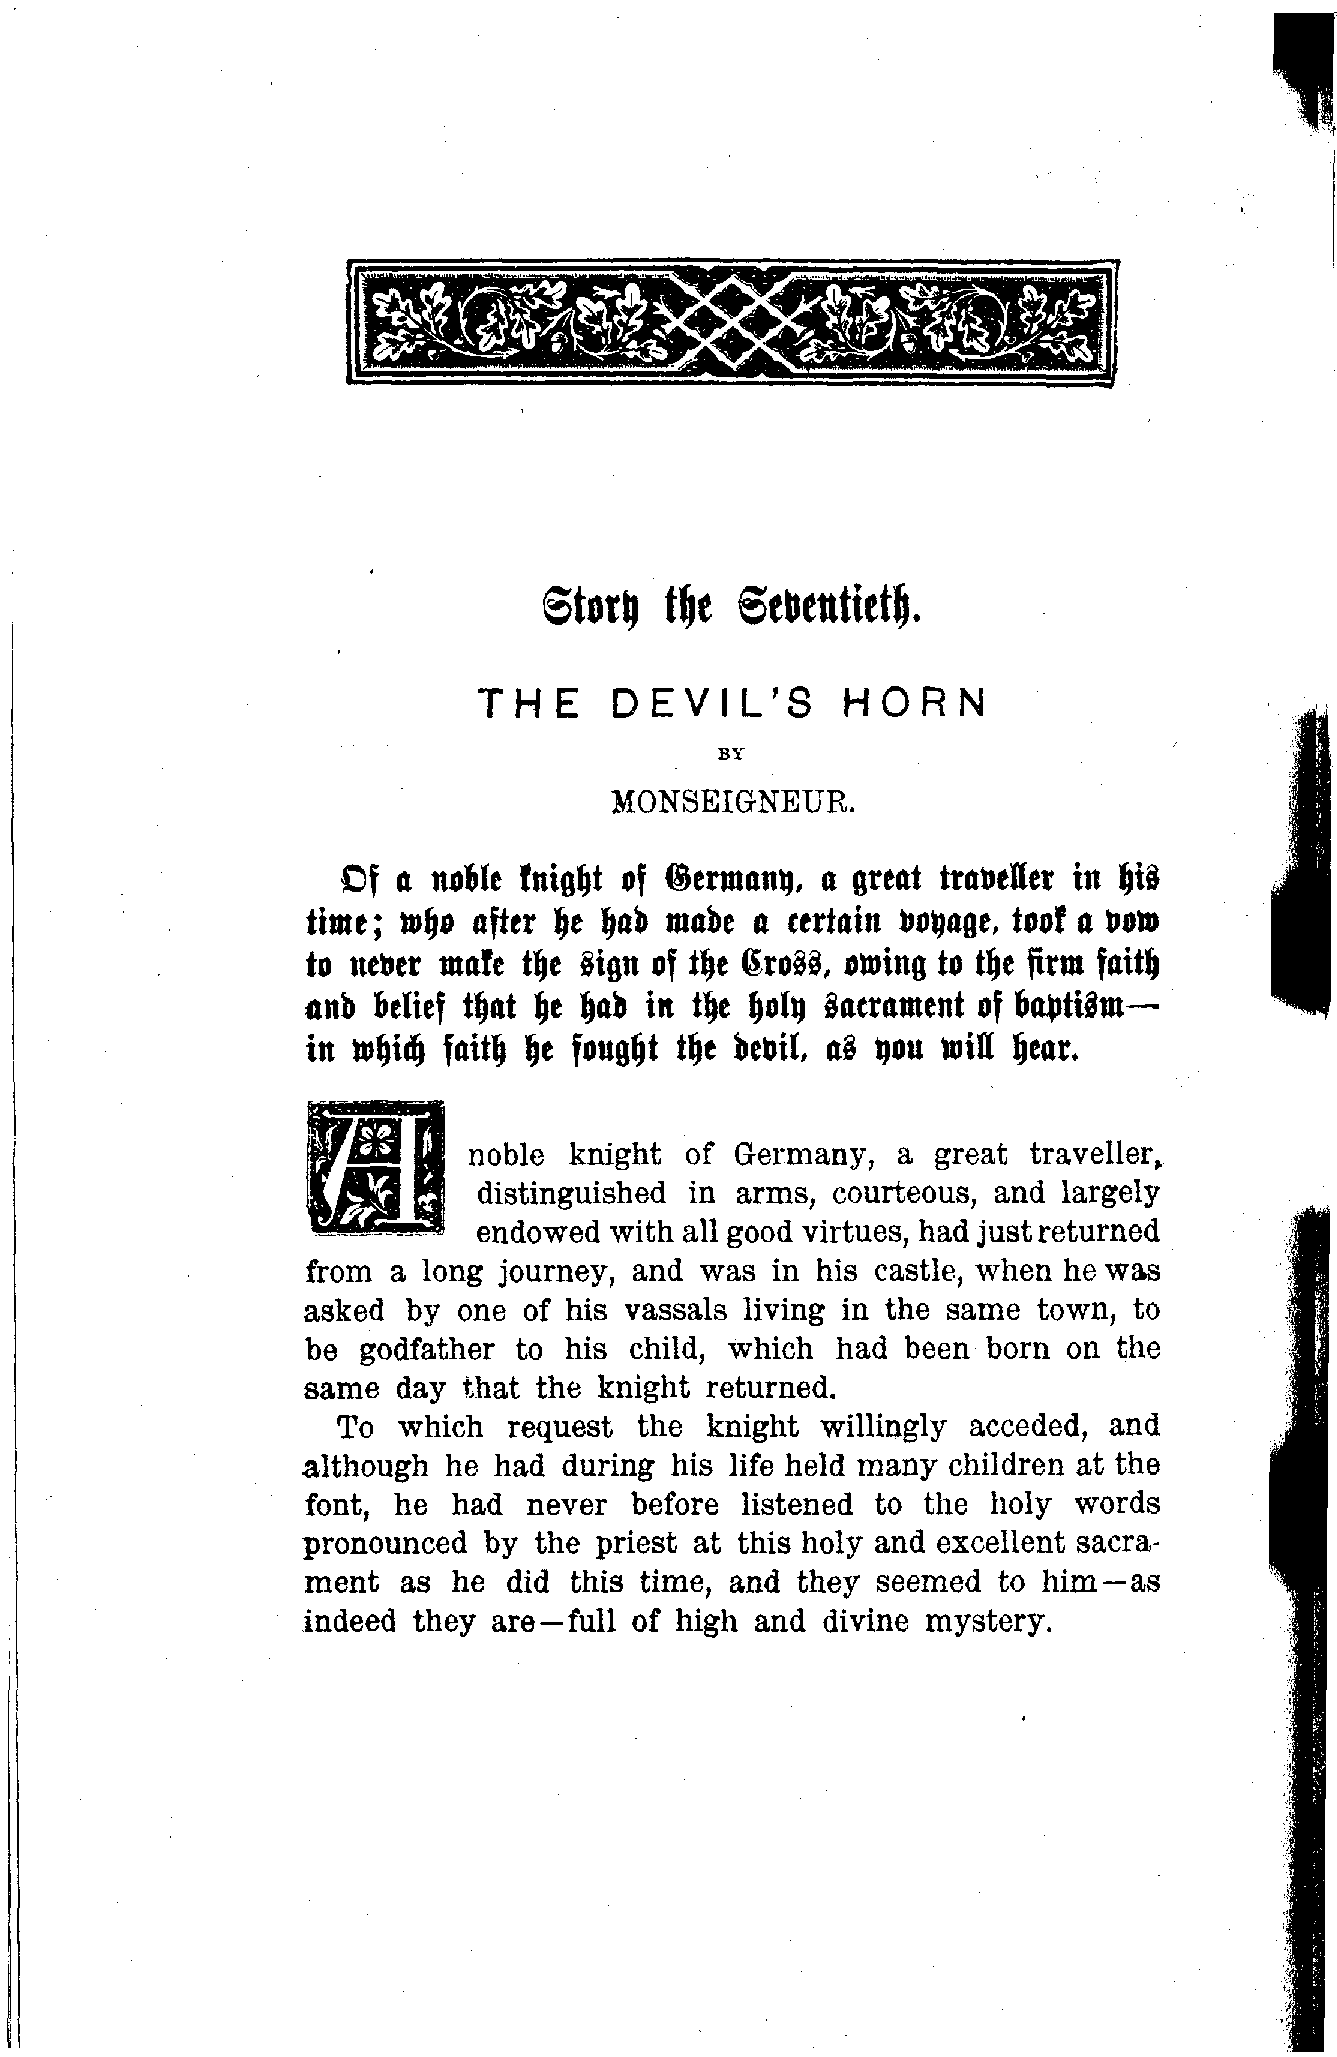 Story the Seventieth.
THE DEVIL'S HORN
BY
MONSEIGNEUR.
Of a noble knight of Germany, a great traveller in his
time; who after he had made a certain voyage, took a vow
to never make the sign of the Cross, owing to the firm faith
and belief that he had in the holy sacrament of baptism—
in which faith he fought the devil, as you will hear.
A noble knight of Germany, a great traveller,
distinguished in arms, courteous, and largely
endowed with all good virtues, had just returned
from a long journey, and was in his castle, when he was
asked by one of his vassals living in the same town, to
be godfather to his child, which had been born on the
same day that the knight returned.
To which request the knight willingly acceded, and
although he had during his life held many children at the
font, he had never before listened to the holy words
pronounced by the priest at this holy and excellent sacra-
ment as he did this time, and they seemed to him—as
indeed they are—full of high and divine mystery.